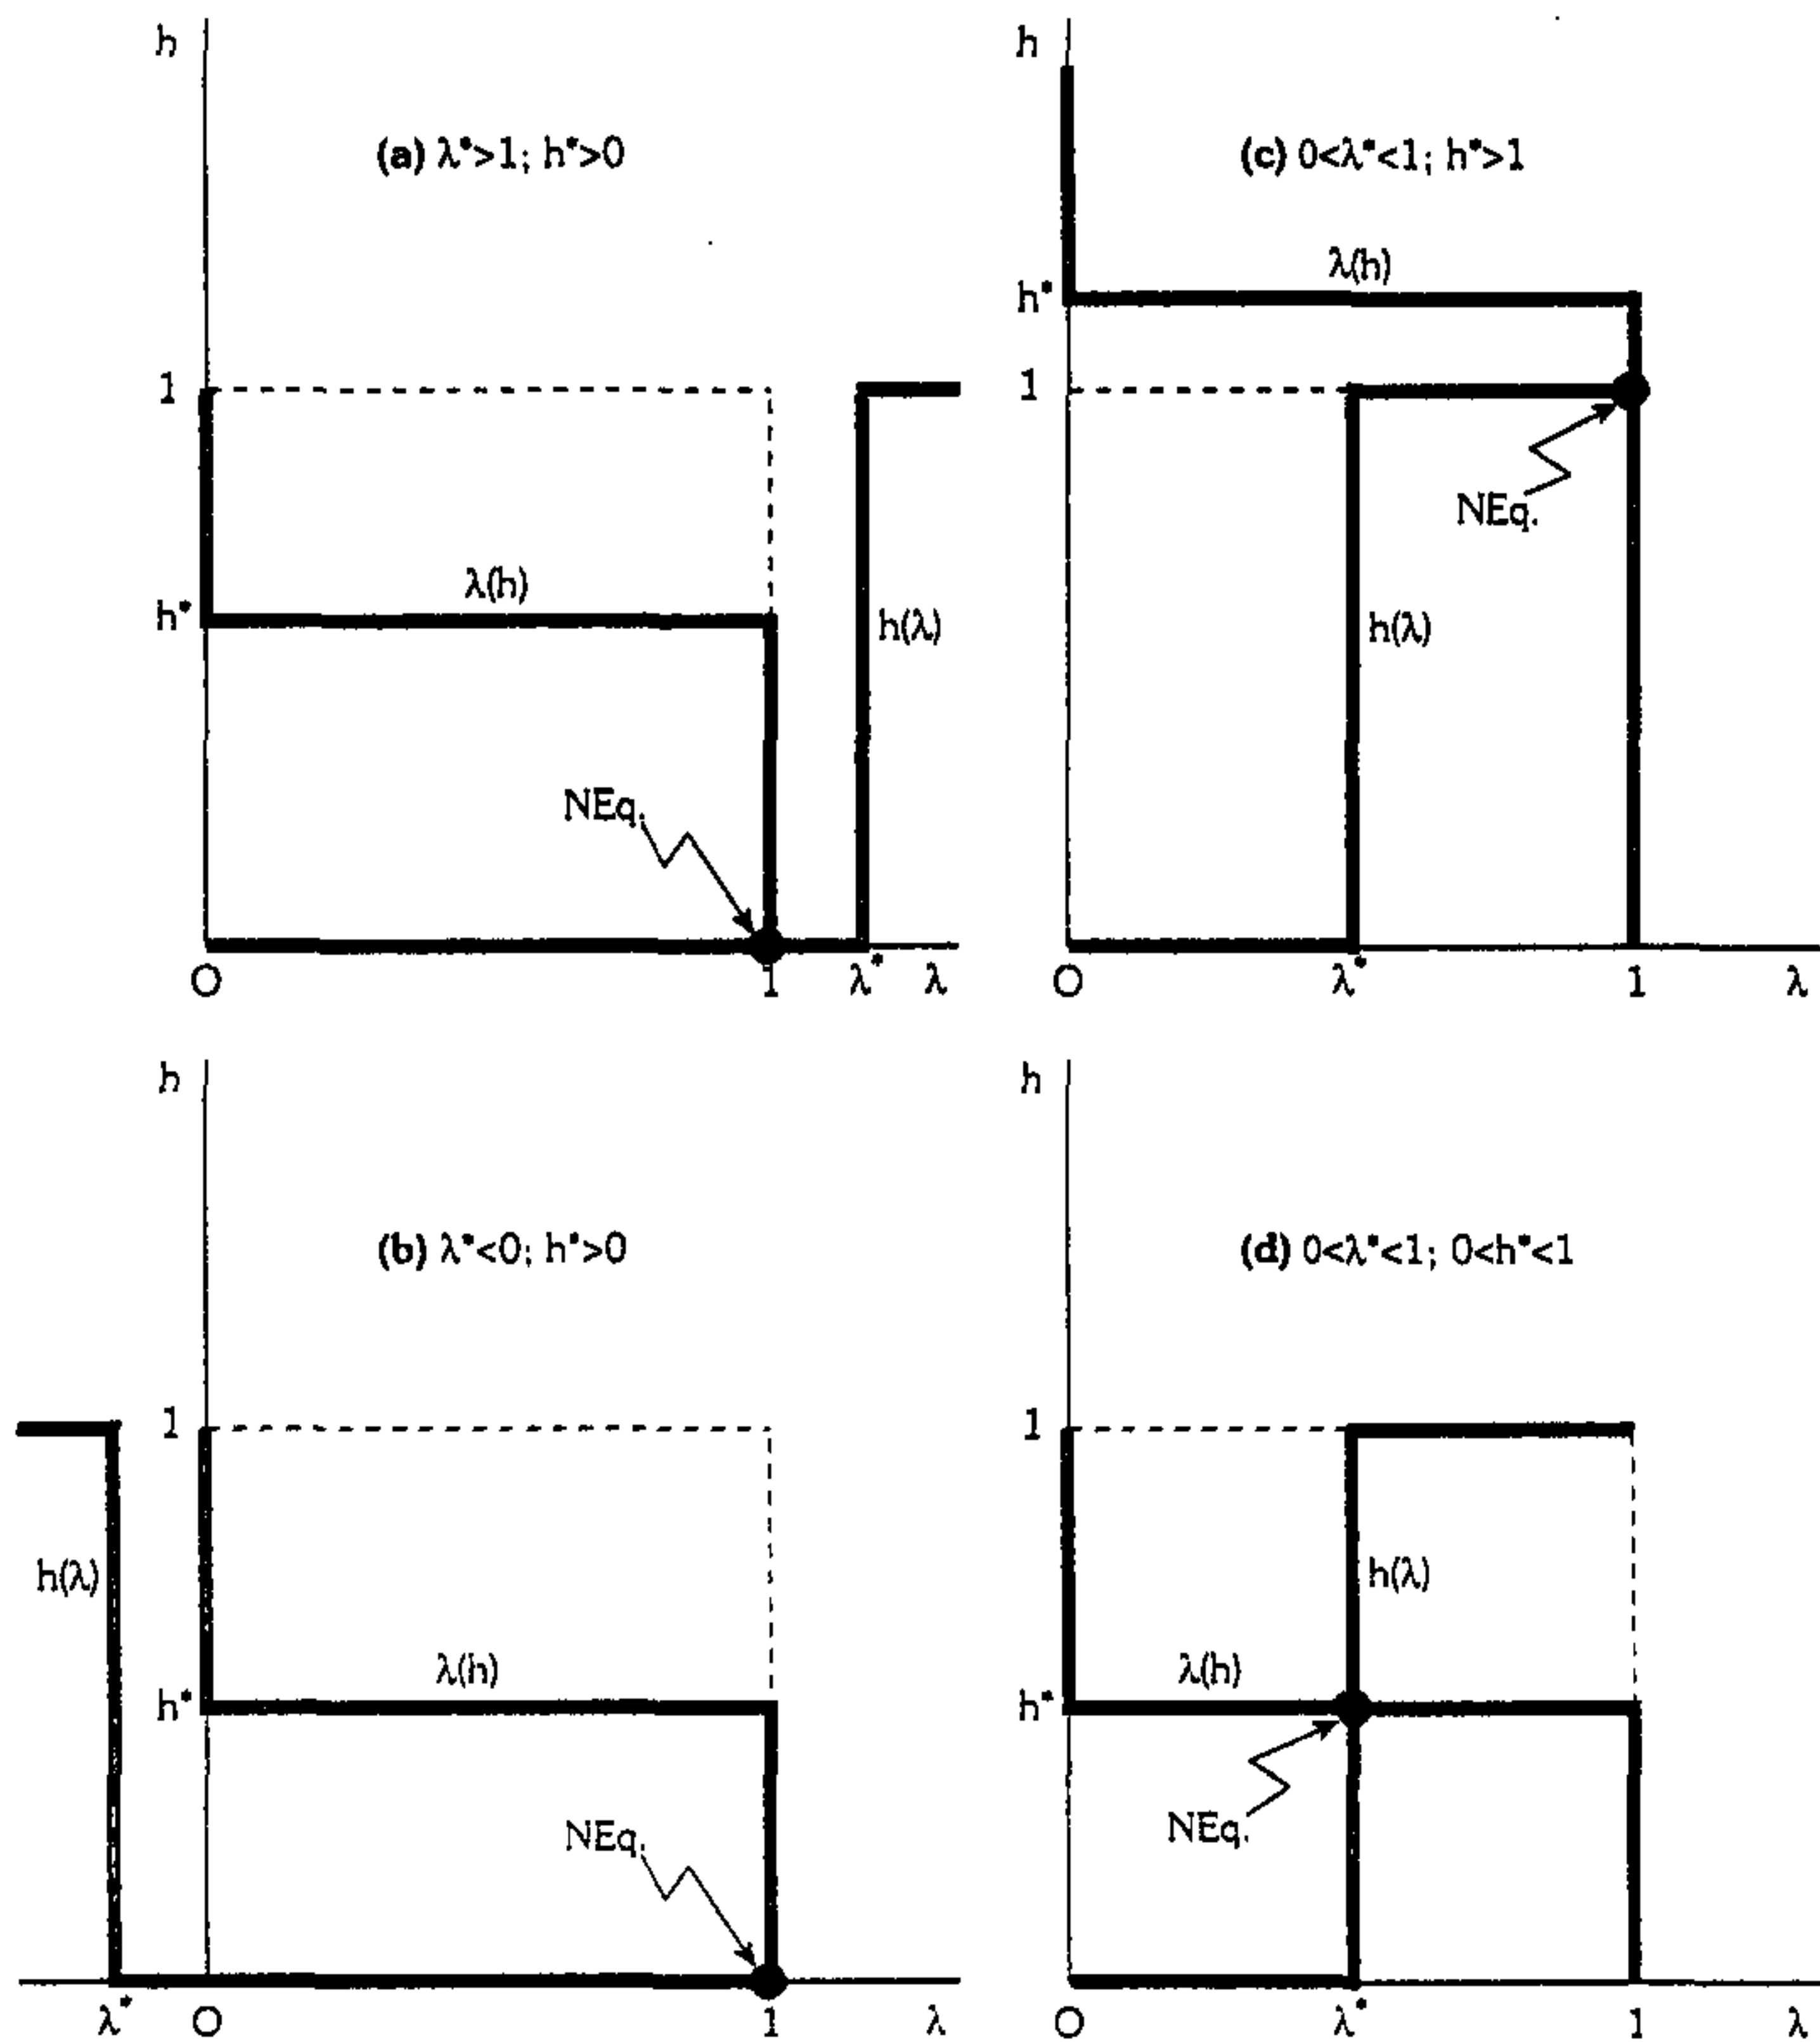 h
(a) λ*>1; h*>0
1
λ(h)
h*
h(λ)
NEq.
O
1
λ*
λ
h
(c) 0<λ*<1; h*>1
λ(h)
h*
1
NEq.
h(λ)
O
λ*
1
λ
h
(b) λ*<0; h*>0
1
h(λ)
λ(h)
h*
NEq.
λ*
O
1
λ
h
(d) 0<λ*<1; 0<h*<1
1
h(λ)
λ(h)
h*
NEq.
O
λ*
1
λ